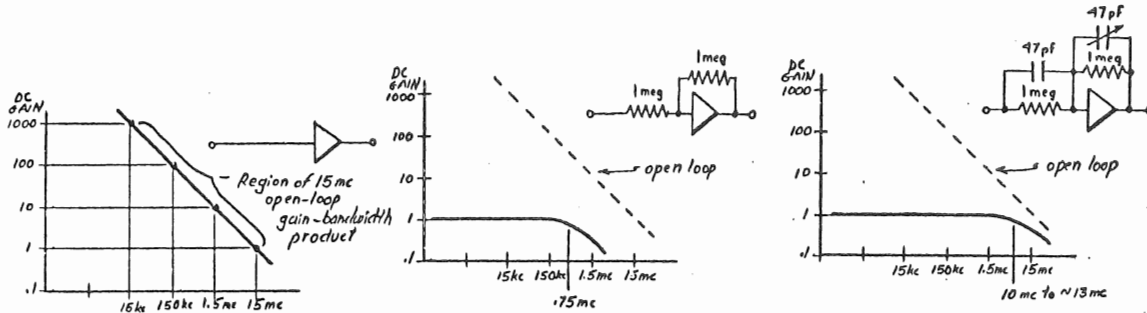 DC
GAIN
1000
100
10
1
.1
15kc
150kc
1.5mc
15mc
Region of 15mc
open-loop
gain-bandwidth
product
DC
GAIN
1000
100
10
1
.1
1meg
1meg
open loop
15kc
150kc
1.5mc
15mc
.75mc
DC
GAIN
1000
100
10
1
.1
47pf
47pf
1meg
1meg
open loop
15kc
150kc
1.5mc
15mc
10mc to ~13mc